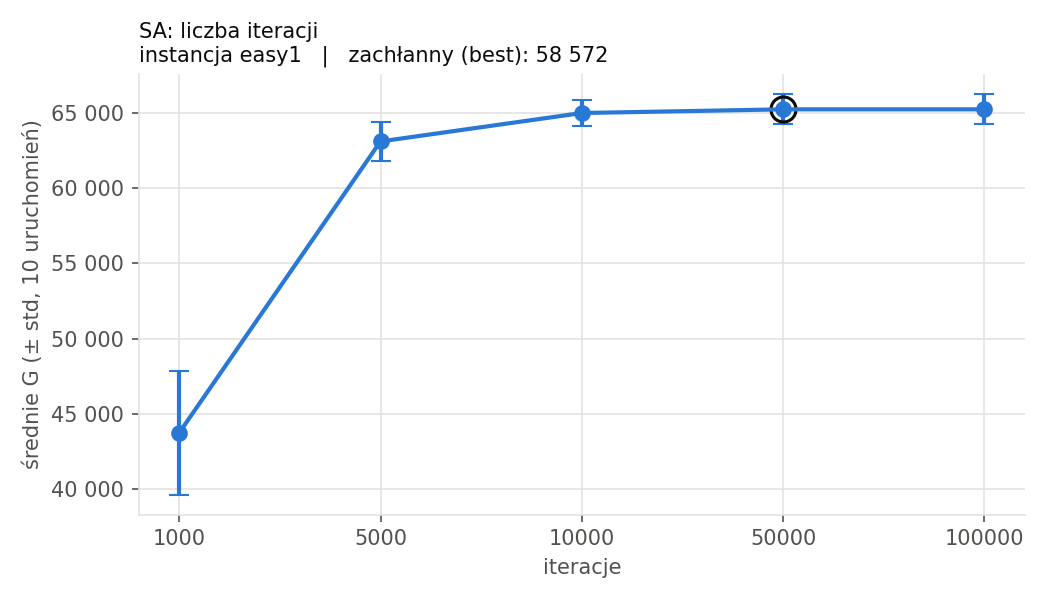 SA: liczba iteracji
instancja easy1 | zachłanny (best): 58 572
średnie G (± std, 10 uruchomień)
65 000
60 000
55 000
50 000
45 000
40 000
1000 5000 10000 50000 100000
iteracje